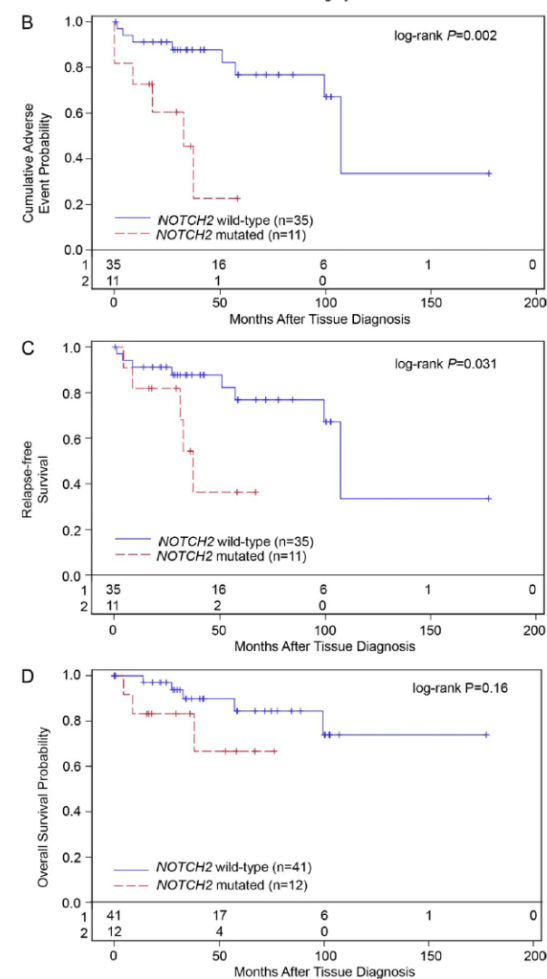 B
log-rank P=0.002
1.0
0.8
0.6
0.4
0.2
0.0
Cumulative Adverse
Event Probability
NOTCH2 wild-type (n=35)
NOTCH2 mutated (n=11)
1 35 16 6 1 0
2 11 1 0
0 50 100 150 200
Months After Tissue Diagnosis
C
log-rank P=0.031
1.0
0.8
0.6
0.4
0.2
0.0
Relapse-free
Survival
NOTCH2 wild-type (n=35)
NOTCH2 mutated (n=11)
1 35 16 6 1 0
2 11 2 0
0 50 100 150 200
Months After Tissue Diagnosis
D
log-rank P=0.16
1.0
0.8
0.6
0.4
0.2
0.0
Overall Survival Probability
NOTCH2 wild-type (n=41)
NOTCH2 mutated (n=12)
1 41 17 6 1 0
2 12 4 0
0 50 100 150 200
Months After Tissue Diagnosis